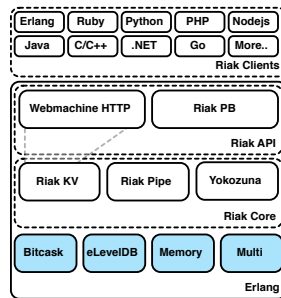 Erlang Ruby Python PHP Nodejs
Java C/C++ .NET Go More..
Riak Clients
Webmachine HTTP Riak PB
Riak API
Riak KV Riak Pipe Yokozuna
Riak Core
Bitcask eLevelDB Memory Multi
Erlang